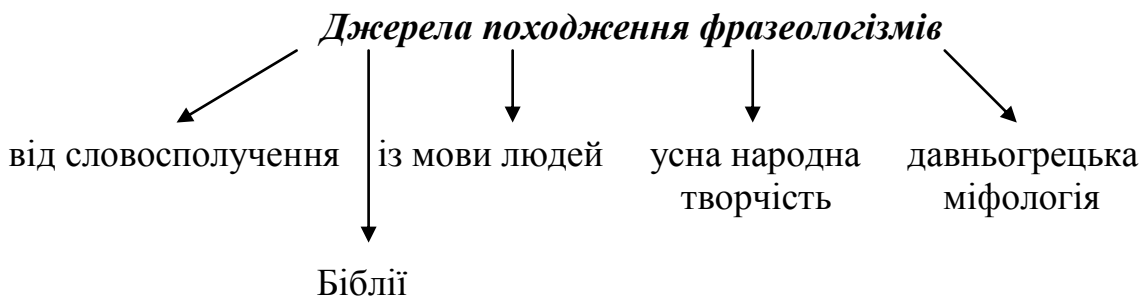 Джерела походження фразеологізмів
від словосполучення із мови людей усна народна давньогрецька
творчість міфологія
Біблії